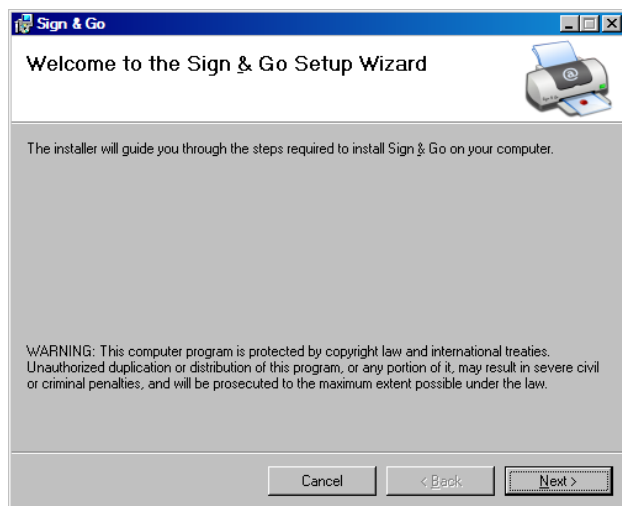 Sign & Go
Welcome to the Sign & Go Setup Wizard
@
The installer will guide you through the steps required to install Sign & Go on your computer.
WARNING: This computer program is protected by copyright law and international treaties.
Unauthorized duplication or distribution of this program, or any portion of it, may result in severe civil
or criminal penalties, and will be prosecuted to the maximum extent possible under the law.
Cancel
< Back
Next >